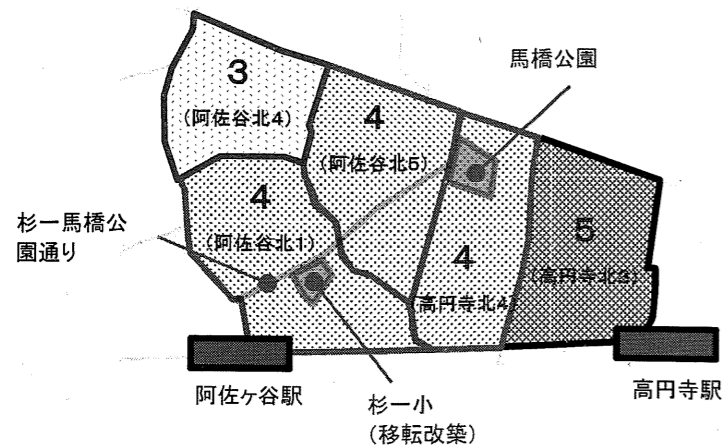 馬橋公園
3
(阿佐谷北4)
4
(阿佐谷北5)
杉一馬橋公
園通り
4
(阿佐谷北1)
4
(高円寺北4)
5
(高円寺北3)
阿佐ヶ谷駅
杉一小
(移転改築)
高円寺駅